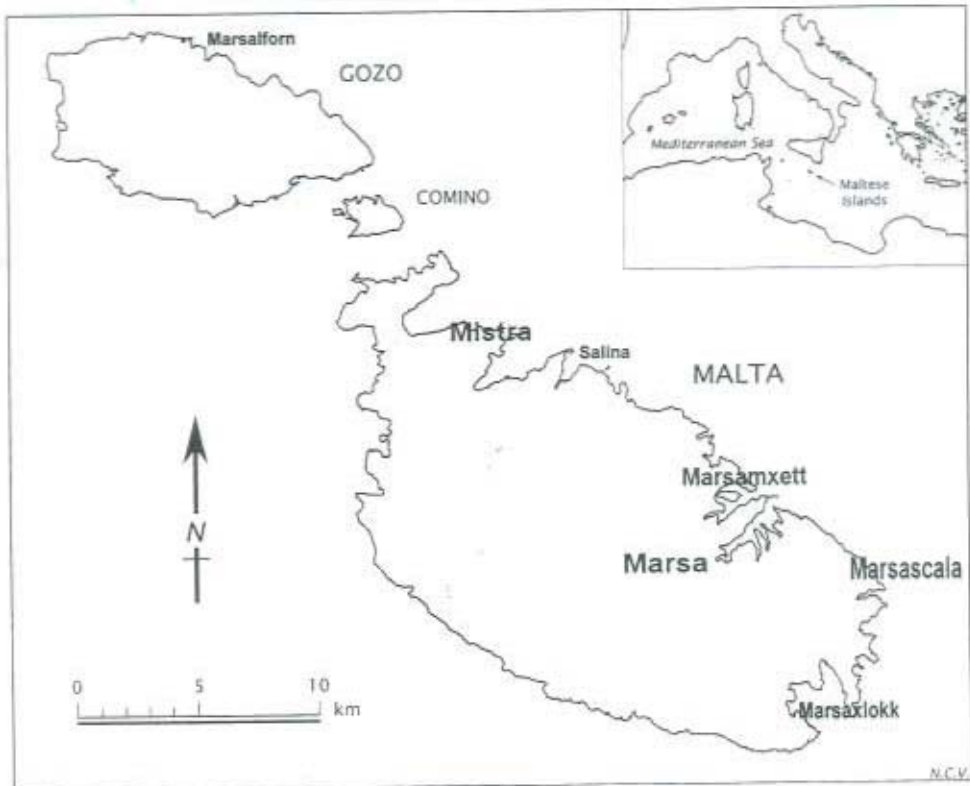 Marsalforn
GOZO
COMINO
Mediterranean Sea
Maltese
Islands
Mistra
Salina
MALTA
Marsamxett
Marsa
Marsascala
N
0 5 10
km
Marsaxlokk
N.C.V.